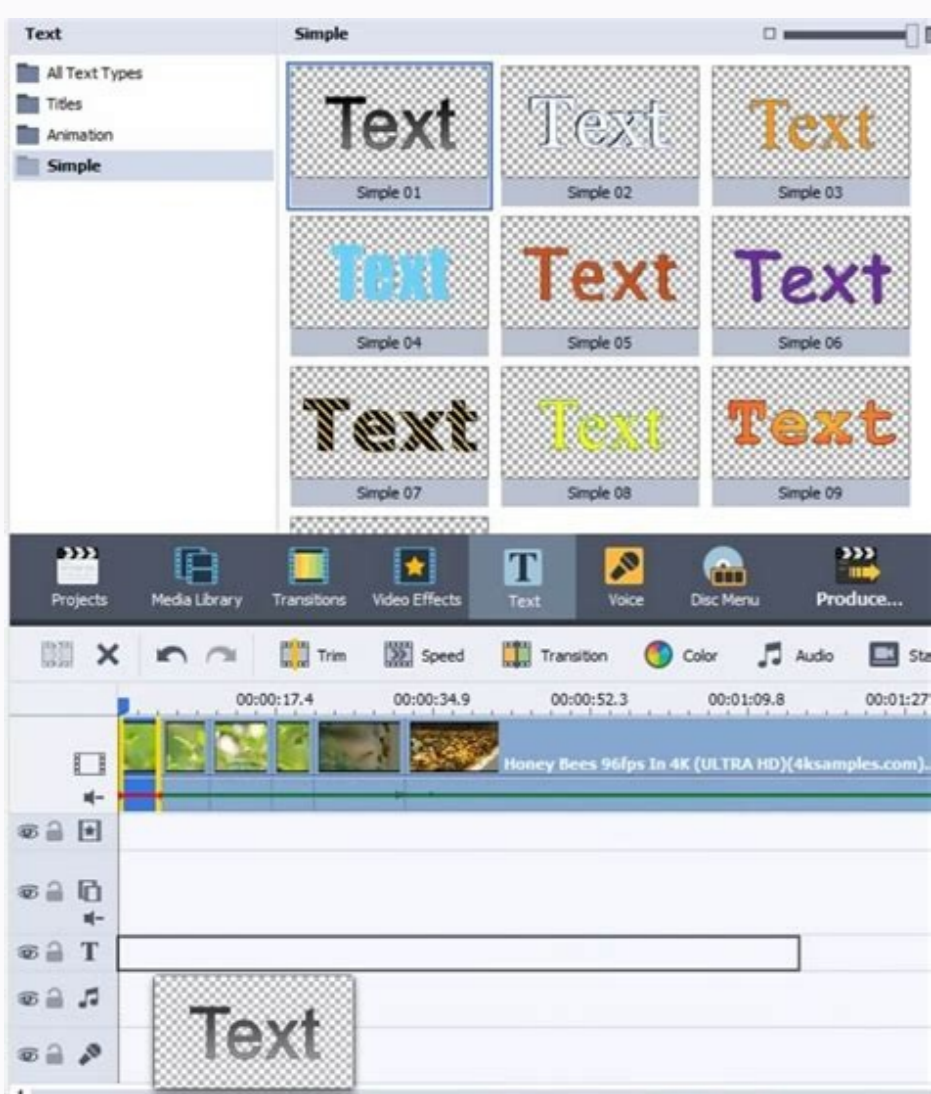 Text Simple
All Text Types
Titles
Animation
Simple
Text Text Text
Simple 01 Simple 02 Simple 03
Text Text Text
Simple 04 Simple 05 Simple 06
Text Text Text
Simple 07 Simple 08 Simple 09
Projects Media Library Transitions Video Effects Text Voice Disc Menu Produce...
Trim Speed Transition Color Audio Sta
00:00:17.4 00:00:34.9 00:00:52.3 00:01:09.8 00:01:27
Honey Bees 96fps In 4K (ULTRA HD)(4ksamples.com)..
T
Text